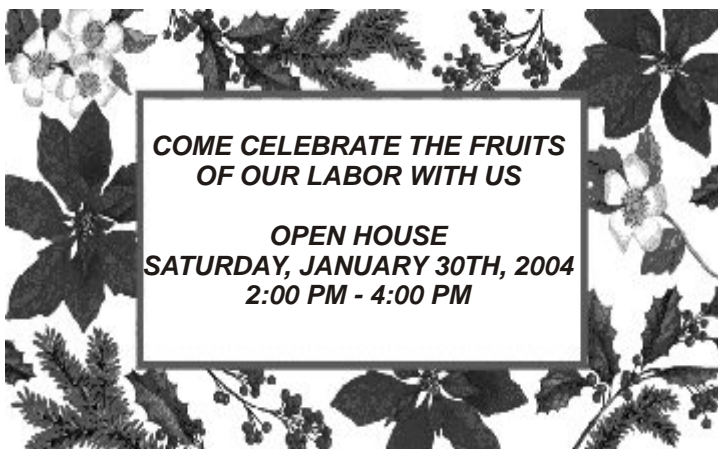 COME CELEBRATE THE FRUITS
OF OUR LABOR WITH US
OPEN HOUSE
SATURDAY, JANUARY 30TH, 2004
2:00 PM - 4:00 PM